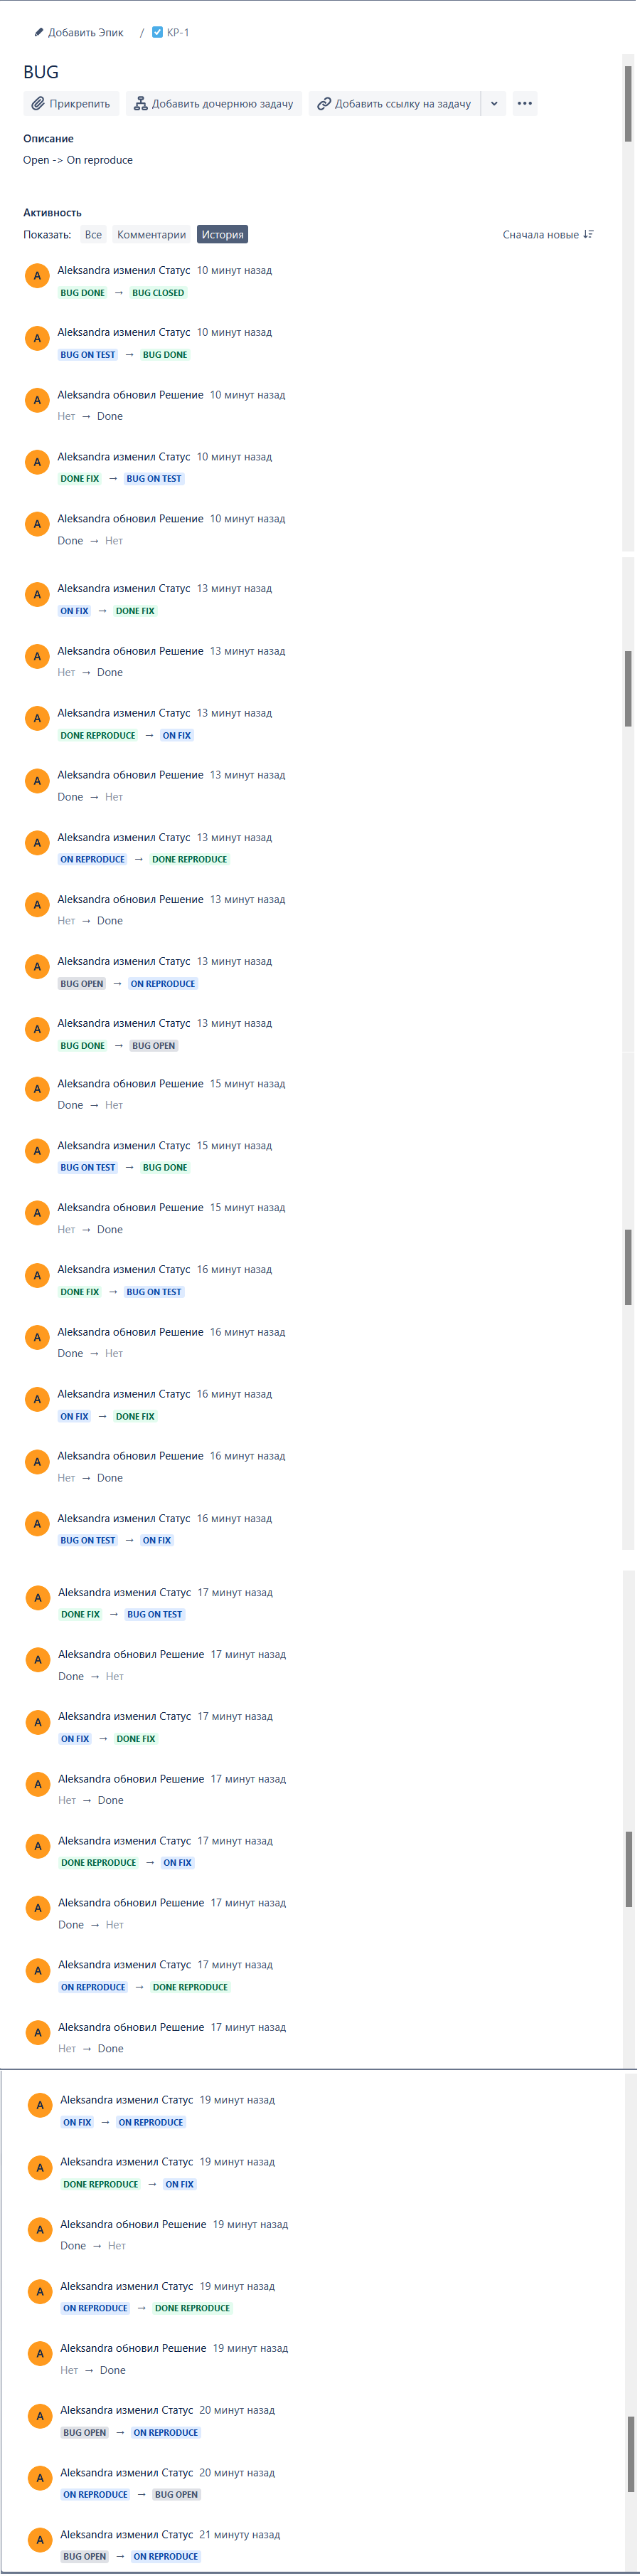 Добавить Эпик / KP-1
BUG
Прикрепить Добавить дочернюю задачу Добавить ссылку на задачу
Описание
Open -> On reproduce
Активность
Показать: Все Комментарии История Сначала новые
A Aleksandra изменил Статус 10 минут назад
BUG DONE → BUG CLOSED
A Aleksandra изменил Статус 10 минут назад
BUG ON TEST → BUG DONE
A Aleksandra обновил Решение 10 минут назад
Нет → Done
A Aleksandra изменил Статус 10 минут назад
DONE FIX → BUG ON TEST
A Aleksandra обновил Решение 10 минут назад
Done → Нет
A Aleksandra изменил Статус 13 минут назад
ON FIX → DONE FIX
A Aleksandra обновил Решение 13 минут назад
Нет → Done
A Aleksandra изменил Статус 13 минут назад
DONE REPRODUCE → ON FIX
A Aleksandra обновил Решение 13 минут назад
Done → Нет
A Aleksandra изменил Статус 13 минут назад
ON REPRODUCE → DONE REPRODUCE
A Aleksandra обновил Решение 13 минут назад
Нет → Done
A Aleksandra изменил Статус 13 минут назад
BUG OPEN → ON REPRODUCE
A Aleksandra изменил Статус 13 минут назад
BUG DONE → BUG OPEN
A Aleksandra обновил Решение 15 минут назад
Done → Нет
A Aleksandra изменил Статус 15 минут назад
BUG ON TEST → BUG DONE
A Aleksandra обновил Решение 15 минут назад
Нет → Done
A Aleksandra изменил Статус 16 минут назад
DONE FIX → BUG ON TEST
A Aleksandra обновил Решение 16 минут назад
Done → Нет
A Aleksandra изменил Статус 16 минут назад
ON FIX → DONE FIX
A Aleksandra обновил Решение 16 минут назад
Нет → Done
A Aleksandra изменил Статус 16 минут назад
BUG ON TEST → ON FIX
A Aleksandra изменил Статус 17 минут назад
DONE FIX → BUG ON TEST
A Aleksandra обновил Решение 17 минут назад
Done → Нет
A Aleksandra изменил Статус 17 минут назад
ON FIX → DONE FIX
A Aleksandra обновил Решение 17 минут назад
Нет → Done
A Aleksandra изменил Статус 17 минут назад
DONE REPRODUCE → ON FIX
A Aleksandra обновил Решение 17 минут назад
Done → Нет
A Aleksandra изменил Статус 17 минут назад
ON REPRODUCE → DONE REPRODUCE
A Aleksandra обновил Решение 17 минут назад
Нет → Done
A Aleksandra изменил Статус 19 минут назад
ON FIX → ON REPRODUCE
A Aleksandra изменил Статус 19 минут назад
DONE REPRODUCE → ON FIX
A Aleksandra обновил Решение 19 минут назад
Done → Нет
A Aleksandra изменил Статус 19 минут назад
ON REPRODUCE → DONE REPRODUCE
A Aleksandra обновил Решение 19 минут назад
Нет → Done
A Aleksandra изменил Статус 20 минут назад
BUG OPEN → ON REPRODUCE
A Aleksandra изменил Статус 20 минут назад
ON REPRODUCE → BUG OPEN
A Aleksandra изменил Статус 21 минуту назад
BUG OPEN → ON REPRODUCE